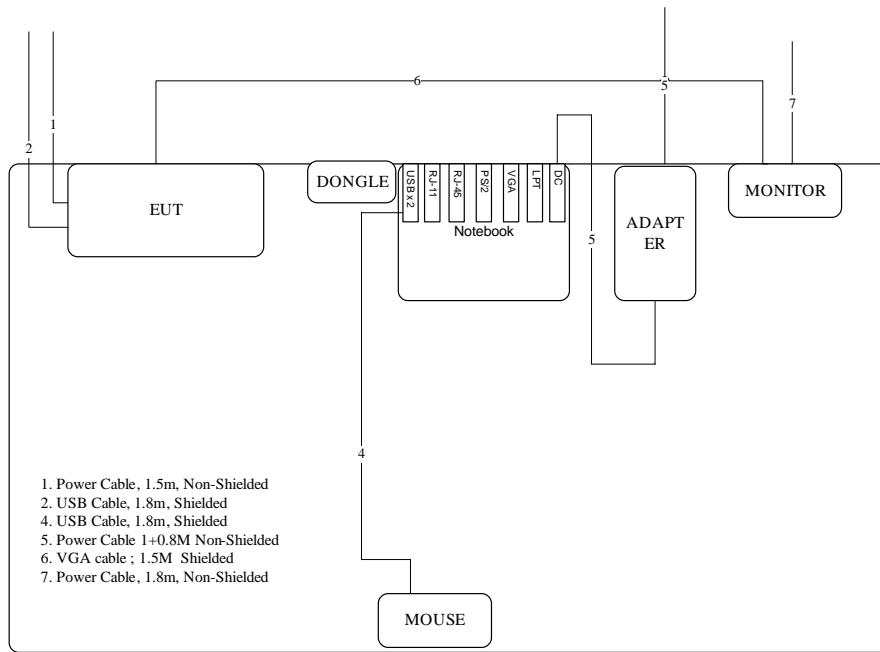 6
5
7
1
2
DONGLE
USB x 2
RJ-11
RJ-45
PS/2
VGA
LPT
DC
MONITOR
EUT
Notebook
ADAPT
ER
5
4
1. Power Cable, 1.5m, Non-Shielded
2. USB Cable, 1.8m, Shielded
4. USB Cable, 1.8m, Shielded
5. Power Cable 1+0.8M Non-Shielded
6. VGA cable ; 1.5M Shielded
7. Power Cable, 1.8m, Non-Shielded
MOUSE